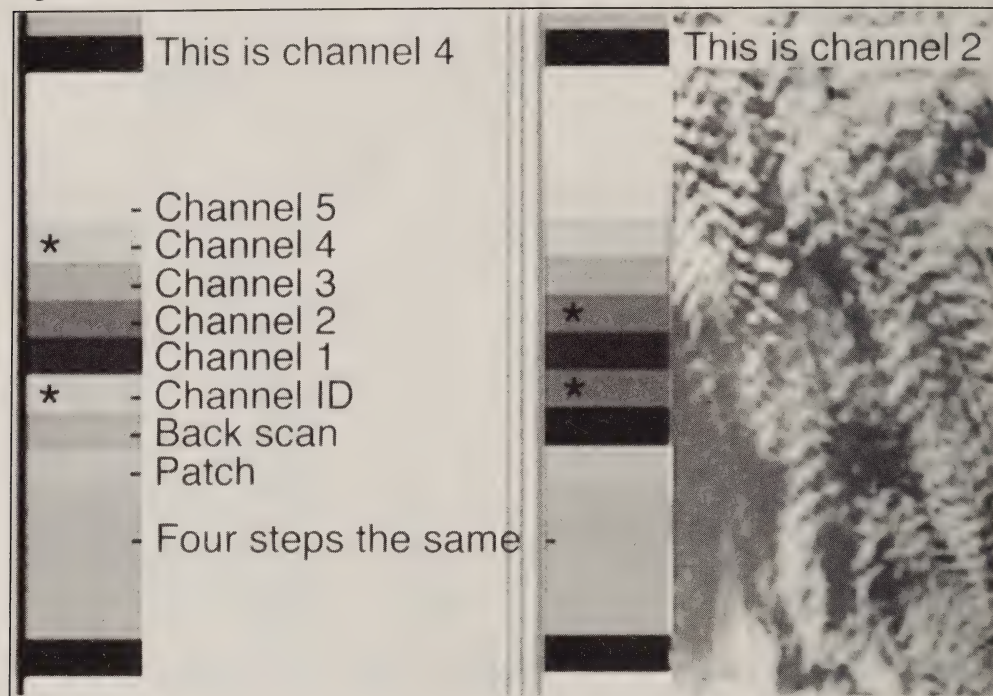 This is channel 4
This is channel 2
- Channel 5
* - Channel 4
- Channel 3
- Channel 2 *
Channel 1
* - Channel ID *
- Back scan
- Patch
- Four steps the same -